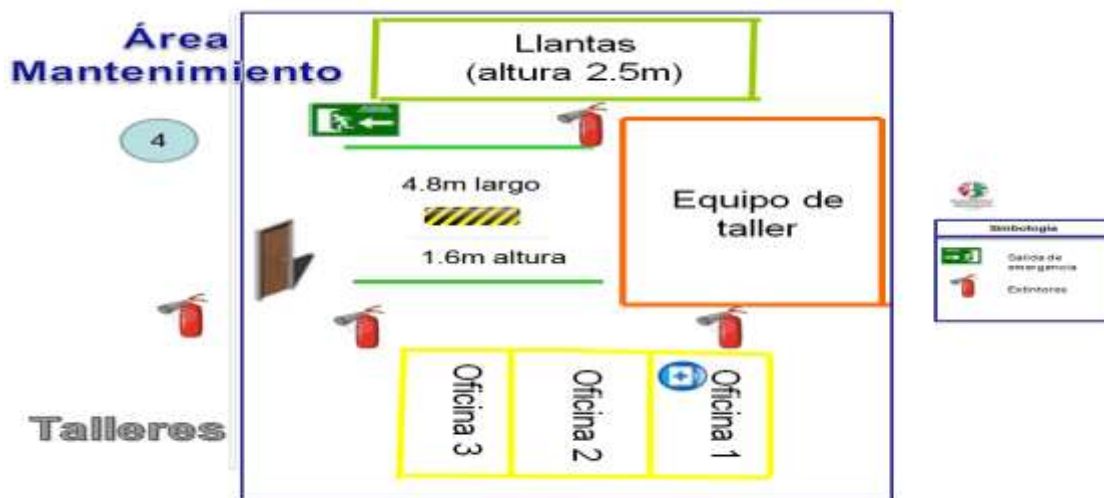 Área
Mantenimiento
4
Llantas
(altura 2.5m)
4.8m largo
1.6m altura
Equipo de
taller
Oficina 3
Oficina 2
Oficina 1
Talleres
Simbología
Salida de
emergencia
Extintores